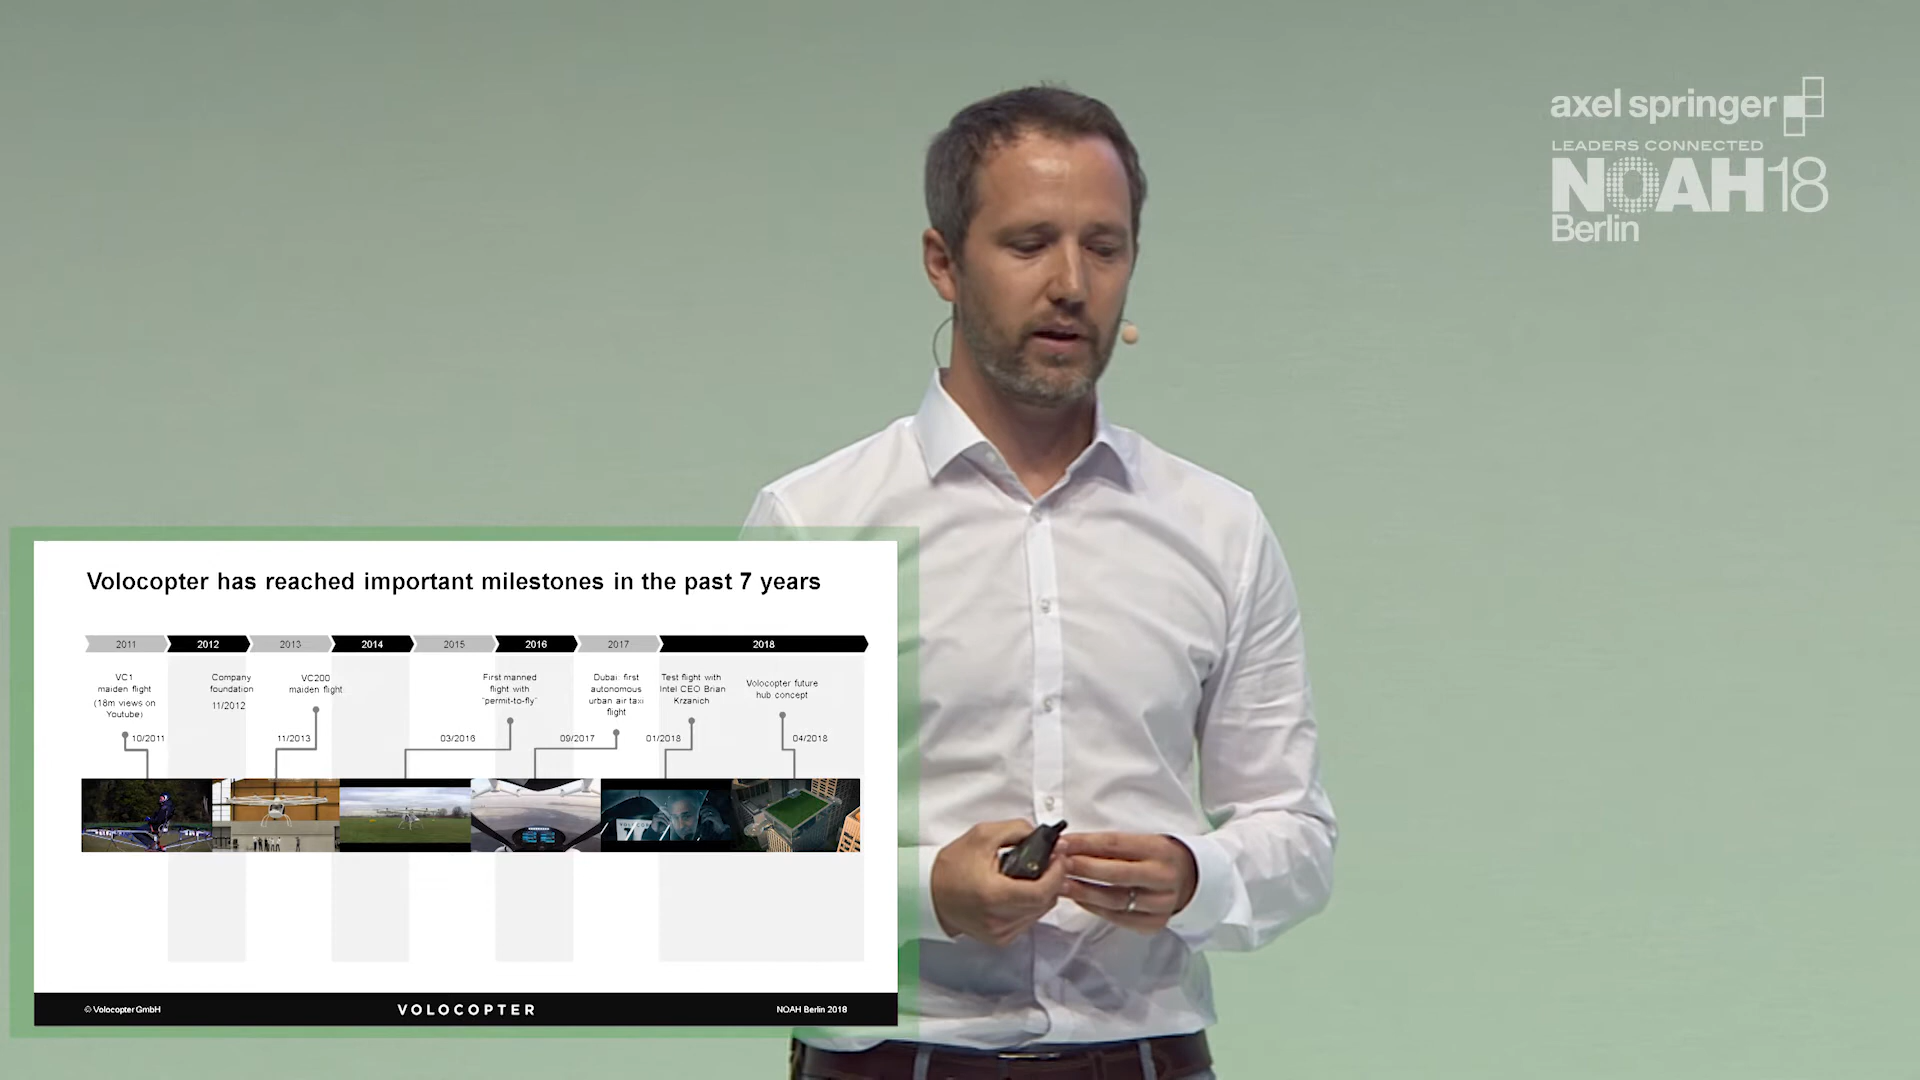 axel springer
LEADERS CONNECTED
NOAH18
Berlin
Volocopter has reached important milestones in the past 7 years
2011
2012
2013
2014
2015
2016
2017
2018
VC1
maiden flight
(18m views on
Youtube)
10/2011
Company
foundation
11/2012
VC200
maiden flight
11/2013
First manned
flight with
"permit-to-fly"
03/2016
Dubai: first
autonomous
urban air taxi
flight
09/2017
Test flight with
Intel CEO Brian
Krzanich
01/2018
Volocopter future
hub concept
04/2018
© Volocopter GmbH
VOLOCOPTER
NOAH Berlin 2018